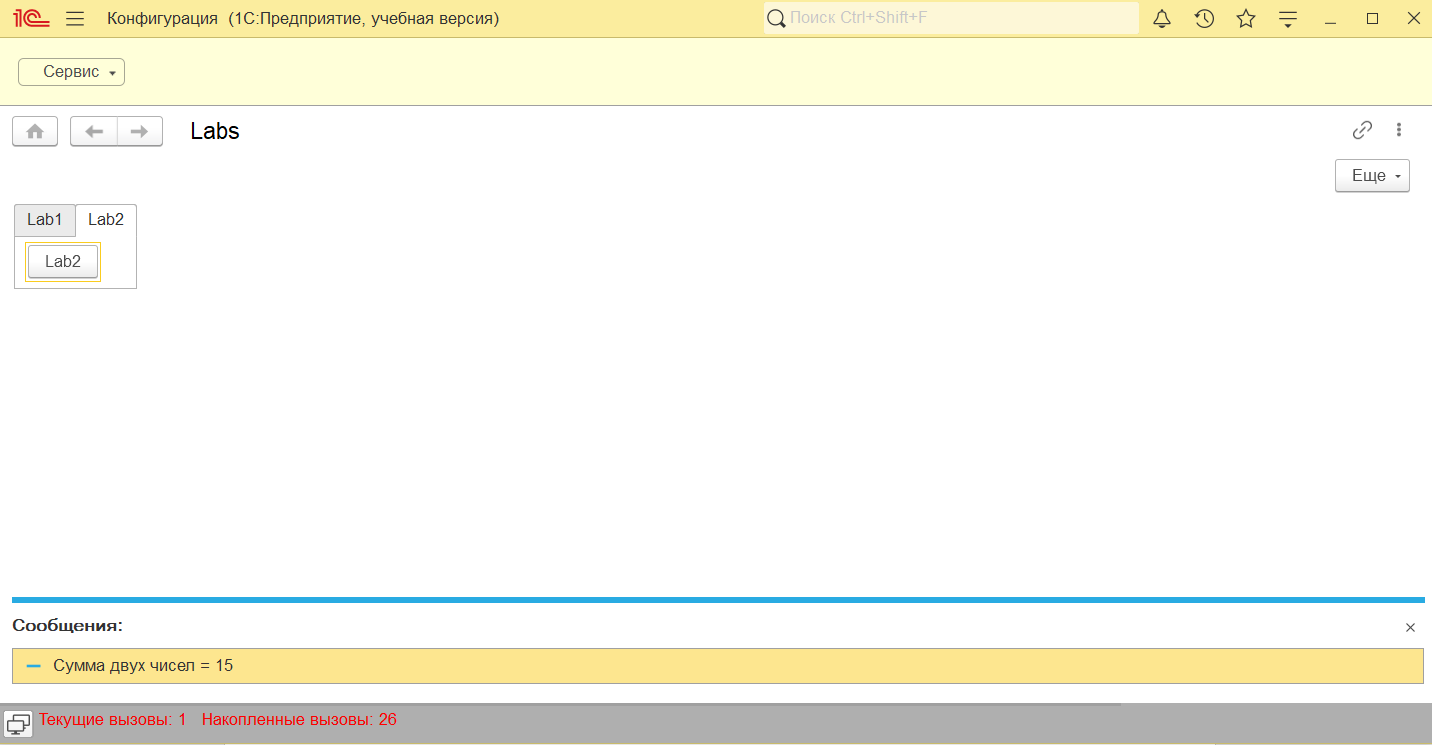 1С Конфигурация (1С:Предприятие, учебная версия) Поиск Ctrl+Shift+F
Сервис
Labs
Еще
Lab1 Lab2
Lab2
Сообщения:
Сумма двух чисел = 15
Текущие вызовы: 1 Накопленные вызовы: 26